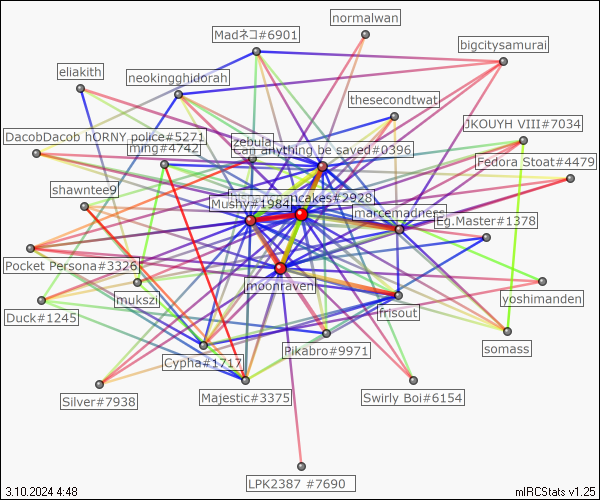 normalwan
Madネコ#6901
bigcitysamurai
eliakith
neokingghidorah
thesecondtwat
JKOUYH VIII#7034
DacobDacob hORNY police#5271
ming#4742
zebula
can anything be saved#0396
Fedora Stoat#4479
shawntee9
cakes#2928
Mushy#1984
marcemadness
Eg.Master#1378
Pocket Persona#3326
moonraven
mukszi
yoshimanden
Duck#1245
frisout
somass
Cypha#1717
Pikabro#9971
Silver#7938
Majestic#3375
Swirly Boi#6154
LPK2387 #7690
3.10.2024 4:48
mIRCStats v1.25